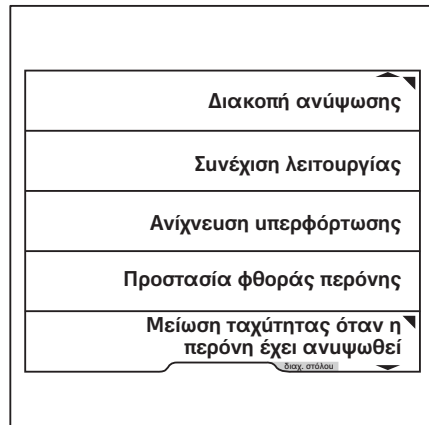 Διακοπή ανύψωσης
Συνέχιση λειτουργίας
Ανίχνευση υπερφόρτωσης
Προστασία φθοράς περόνης
Μείωση ταχύτητας όταν η
περόνη έχει ανυψωθεί
διαχ. στόλου